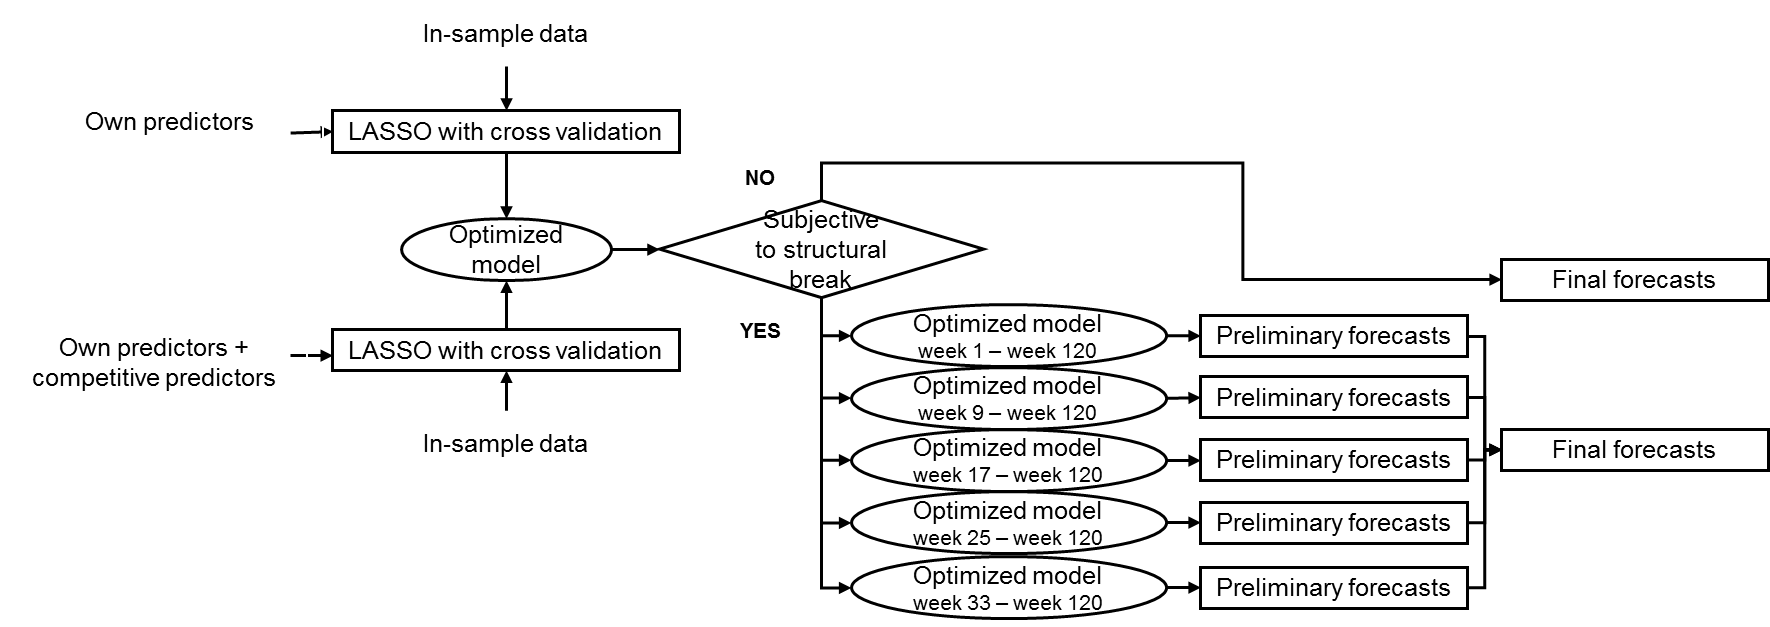 In-sample data
Own predictors
LASSO with cross validation
NO
Optimized
model
Subjective
to structural
break
Final forecasts
YES
Own predictors +
competitive predictors
LASSO with cross validation
In-sample data
Optimized model
week 1 – week 120
Preliminary forecasts
Optimized model
week 9 – week 120
Preliminary forecasts
Optimized model
week 17 – week 120
Preliminary forecasts
Optimized model
week 25 – week 120
Preliminary forecasts
Optimized model
week 33 – week 120
Preliminary forecasts
Final forecasts